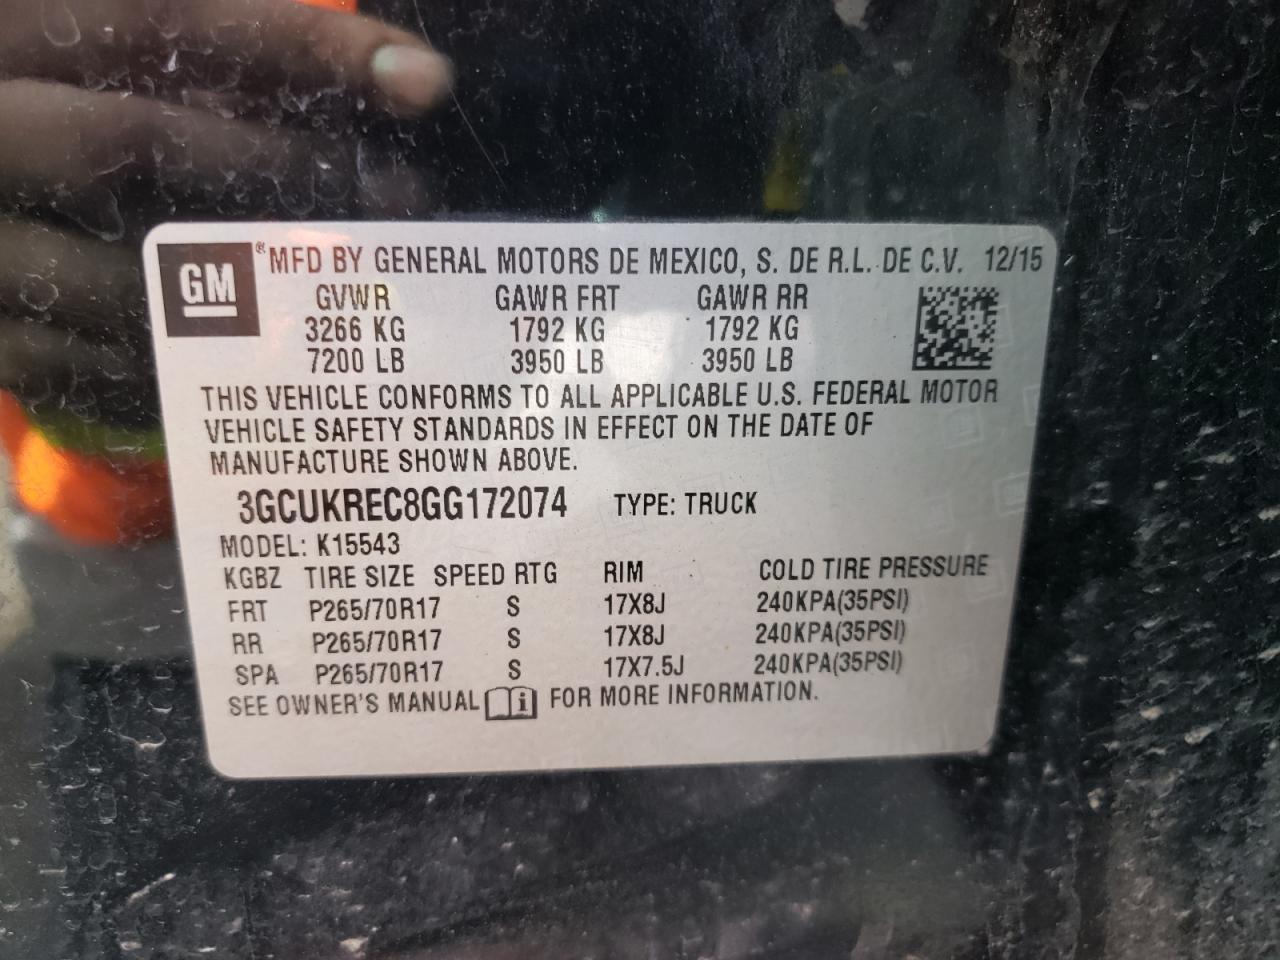 GM ® MFD BY GENERAL MOTORS DE MEXICO, S. DE R.L. DE C.V. 12/15
GVWR GAWR FRT GAWR RR
3266 KG 1792 KG 1792 KG
7200 LB 3950 LB 3950 LB
THIS VEHICLE CONFORMS TO ALL APPLICABLE U.S. FEDERAL MOTOR
VEHICLE SAFETY STANDARDS IN EFFECT ON THE DATE OF
MANUFACTURE SHOWN ABOVE.
3GCUKREC8GG172074 TYPE: TRUCK
MODEL: K15543
KGBZ TIRE SIZE SPEED RTG RIM COLD TIRE PRESSURE
FRT P265/70R17 S 17X8J 240KPA(35PSI)
RR P265/70R17 S 17X8J 240KPA(35PSI)
SPA P265/70R17 S 17X7.5J 240KPA(35PSI)
SEE OWNER'S MANUAL i FOR MORE INFORMATION.